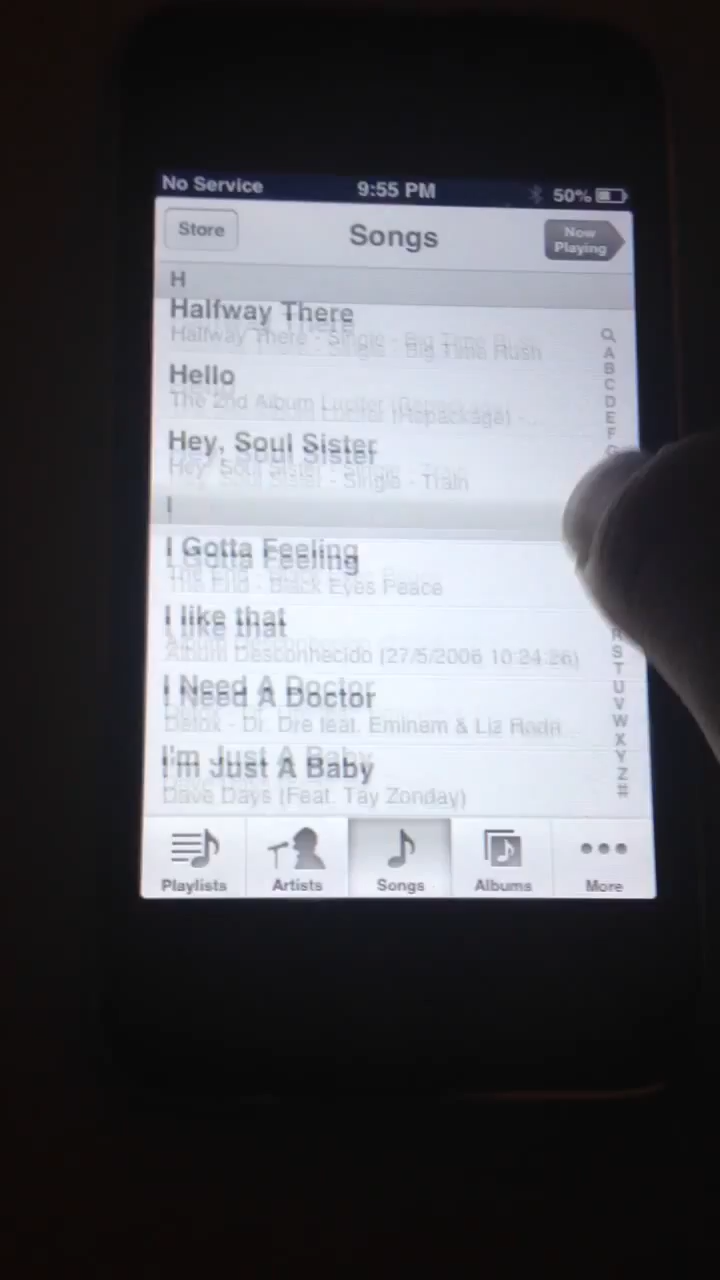 No Service 9:55 PM 50%
Store Songs Now Playing
H
Halfway There
Halfway There - Single - Big Time Rush
Hello
The 2nd Album Lucifer (Repackage) - ...
Hey, Soul Sister
Hey, Soul Sister - Single - Train
I
I Gotta Feeling
The End - Black Eyes Peace
I like that
Album Desconhecido (27/5/2006 10:24:26)
I Need A Doctor
Detox - Dr. Dre feat. Eminem & Liz
I'm Just A Baby
Dave Days (Feat. Tay Zonday)
A
B
C
D
E
F
S
T
U
V
W
X
Y
Z
#
Playlists Artists Songs Albums More